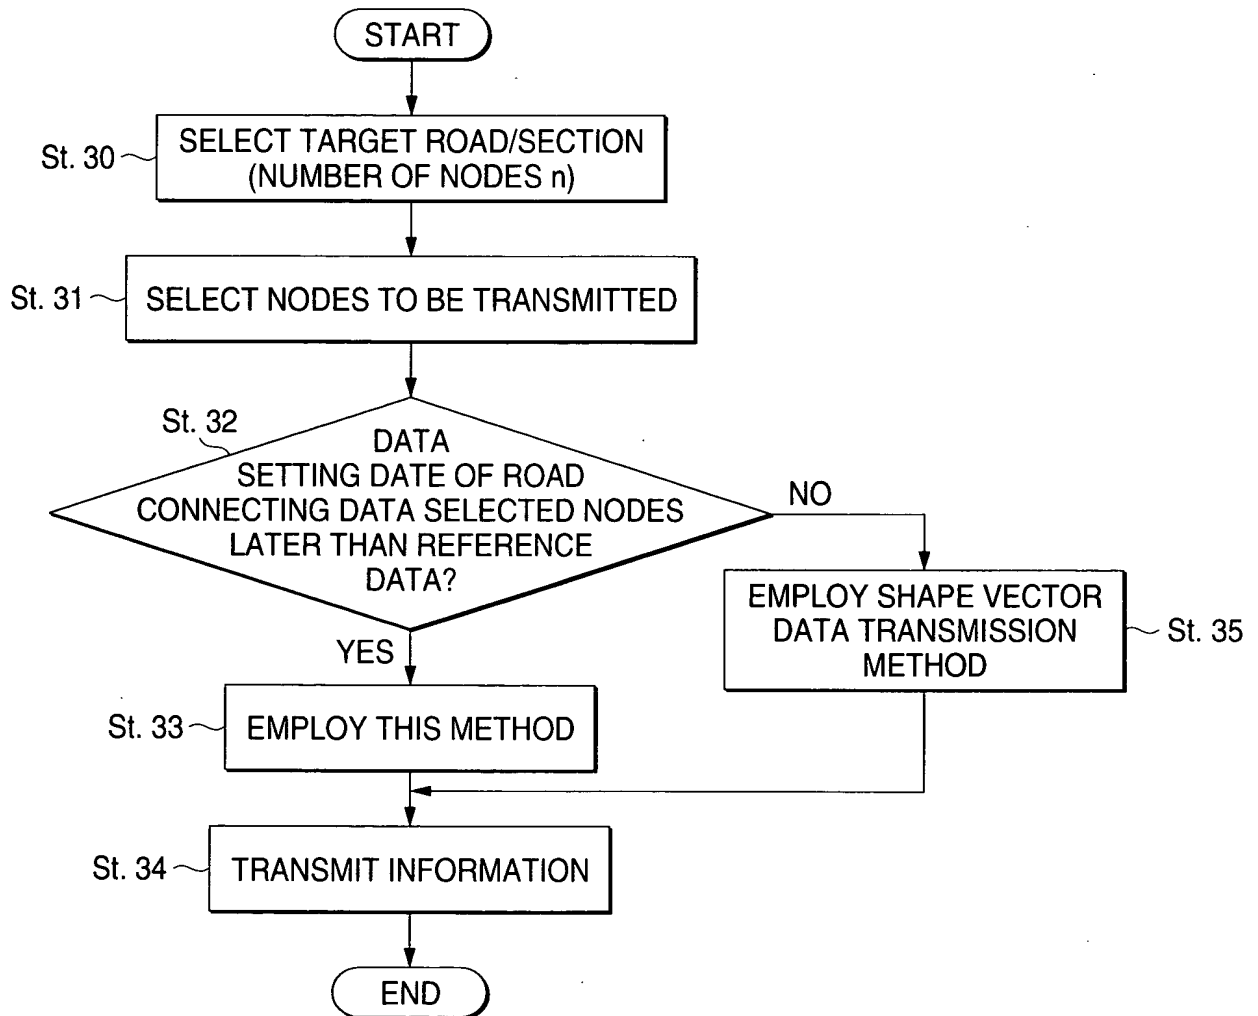 START
St. 30
SELECT TARGET ROAD/SECTION
(NUMBER OF NODES n)
St. 31
SELECT NODES TO BE TRANSMITTED
St. 32
DATA
SETTING DATE OF ROAD
CONNECTING DATA SELECTED NODES
LATER THAN REFERENCE
DATA?
NO
YES
EMPLOY SHAPE VECTOR
DATA TRANSMISSION
METHOD
St. 35
St. 33
EMPLOY THIS METHOD
St. 34
TRANSMIT INFORMATION
END